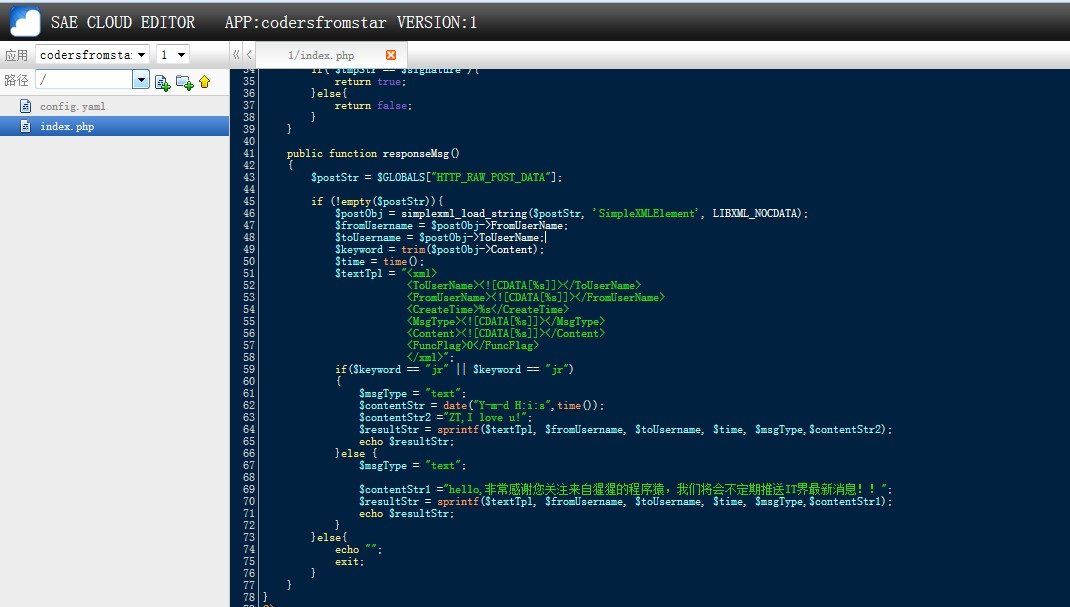 SAE CLOUD EDITOR APP:codersfromstar VERSION:1
应用 codersfromsta 1
1/index.php
路径 /
config.yaml
index.php
34 if( $tmpStr == $signature ){
35 return true;
36 }else{
37 return false;
38 }
39 }
40
41 public function responseMsg()
42 {
43 $postStr = $GLOBALS["HTTP_RAW_POST_DATA"];
44
45 if (!empty($postStr)){
46 $postObj = simplexml_load_string($postStr, 'SimpleXMLElement', LIBXML_NOCDATA);
47 $fromUsername = $postObj->FromUserName;
48 $toUsername = $postObj->ToUserName;
49 $keyword = trim($postObj->Content);
50 $time = time();
51 $textTpl = "<xml>
52 <ToUserName><![CDATA[%s]]></ToUserName>
53 <FromUserName><![CDATA[%s]]></FromUserName>
54 <CreateTime>%s</CreateTime>
55 <MsgType><![CDATA[%s]]></MsgType>
56 <Content><![CDATA[%s]]></Content>
57 <FuncFlag>0</FuncFlag>
58 </xml>";
59 if($keyword == "jr" || $keyword == "jr")
60 {
61 $msgType = "text";
62 $contentStr = date("Y-m-d H:i:s",time());
63 $contentStr2 ="ZT,I love u!";
64 $resultStr = sprintf($textTpl, $fromUsername, $toUsername, $time, $msgType,$contentStr2);
65 echo $resultStr;
66 }else {
67 $msgType = "text";
68
69 $contentStr1 ="hello,非常感谢您关注来自猩猩的程序猿，我们将会不定期推送IT界最新消息！！";
70 $resultStr = sprintf($textTpl, $fromUsername, $toUsername, $time, $msgType,$contentStr1);
71 echo $resultStr;
72 }
73 }else{
74 echo "";
75 exit;
76 }
77 }
78 }
79 ?>